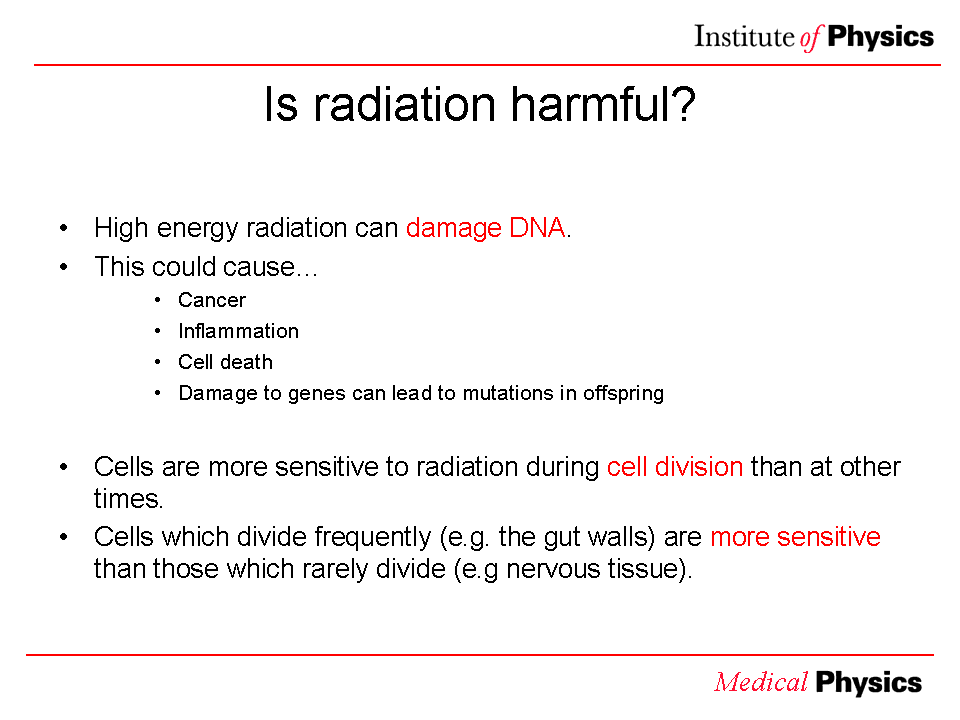 Institute of Physics
Is radiation harmful?
• High energy radiation can damage DNA.
• This could cause…
• Cancer
• Inflammation
• Cell death
• Damage to genes can lead to mutations in offspring
• Cells are more sensitive to radiation during cell division than at other
times.
• Cells which divide frequently (e.g. the gut walls) are more sensitive
than those which rarely divide (e.g nervous tissue).
Medical Physics